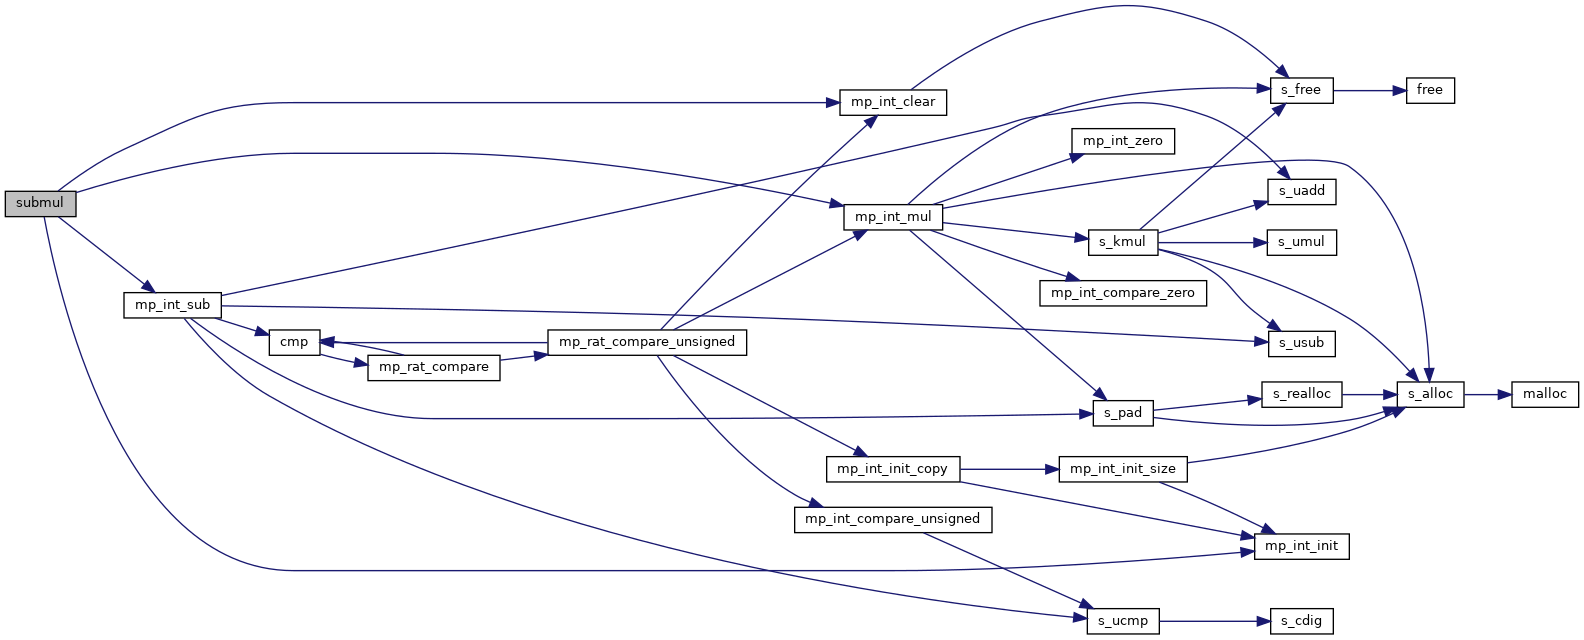 submul
mp_int_clear
s_free
free
mp_int_zero
s_uadd
mp_int_mul
s_kmul
s_umul
mp_int_compare_zero
mp_int_sub
cmp
mp_rat_compare_unsigned
mp_rat_compare
s_usub
s_realloc
s_alloc
malloc
s_pad
mp_int_init_copy
mp_int_init_size
mp_int_compare_unsigned
mp_int_init
s_ucmp
s_cdig